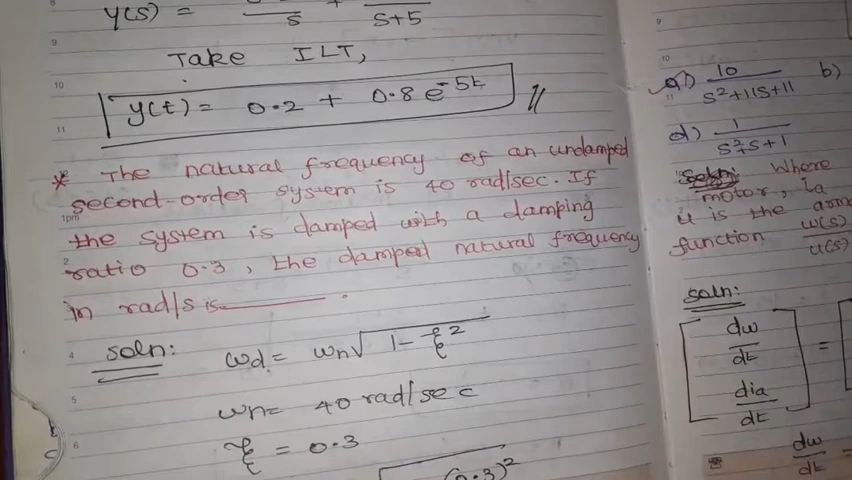 y(s) = s + s+5
Take ILT,
y(t) = 0.2 + 0.8 e^-5t //
* The natural frequency of an undamped
second-order system is 40 rad/sec. If
the system is damped with a damping
ratio 0.3, the damped natural frequency
in rad/s is ______.
soln:
ωd = ωn√1-ξ²
ωn = 40 rad/sec
ξ = 0.3
(0.3)²
a) 10 / s²+11s+11 b)
d) 1 / s²+s+1
Where
motor, ia
u is the arm
function ω(s) / u(s)
soln:
[dω/dt dia/dt] = [
dω/dt =